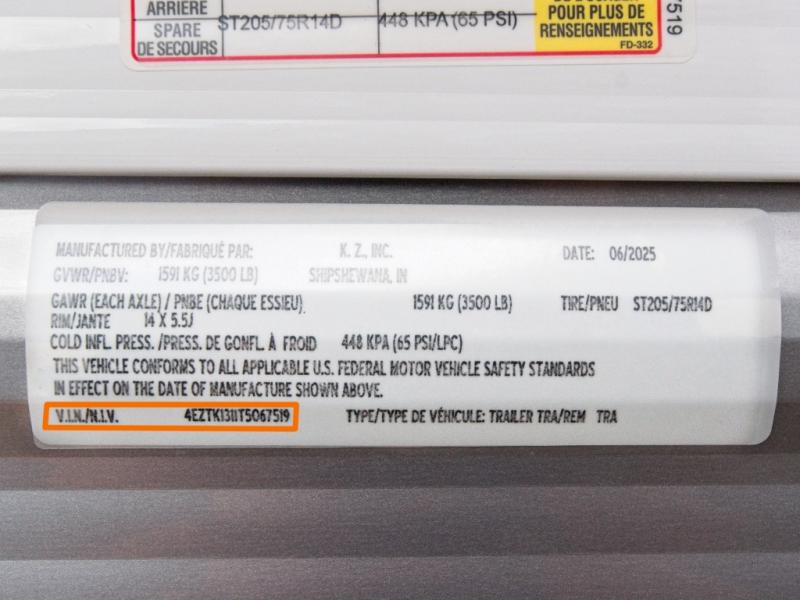 ARRIÈRE
SPARE
DE SECOURS
ST205/75R14D
448 KPA (65 PSI)
POUR PLUS DE
RENSEIGNEMENTS
FD-332
7519
MANUFACTURED BY/FABRIQUÉ PAR: K. Z., INC. DATE: 06/2025
GVWR/PNBV: 1591 KG (3500 LB) SHIPSHEWANA, IN
GAWR (EACH AXLE) / PNBE (CHAQUE ESSIEU) 1591 KG (3500 LB) TIRE/PNEU ST205/75R14D
RIM/JANTE 14 X 5.5J
COLD INFL. PRESS. /PRESS. DE GONFL. À FROID 448 KPA (65 PSI/LPC)
THIS VEHICLE CONFORMS TO ALL APPLICABLE U.S. FEDERAL MOTOR VEHICLE SAFETY STANDARDS
IN EFFECT ON THE DATE OF MANUFACTURE SHOWN ABOVE.
V.I.N./N.I.V. 4EZTK1311T5067519 TYPE/TYPE DE VÉHICULE: TRAILER TRA/REM TRA